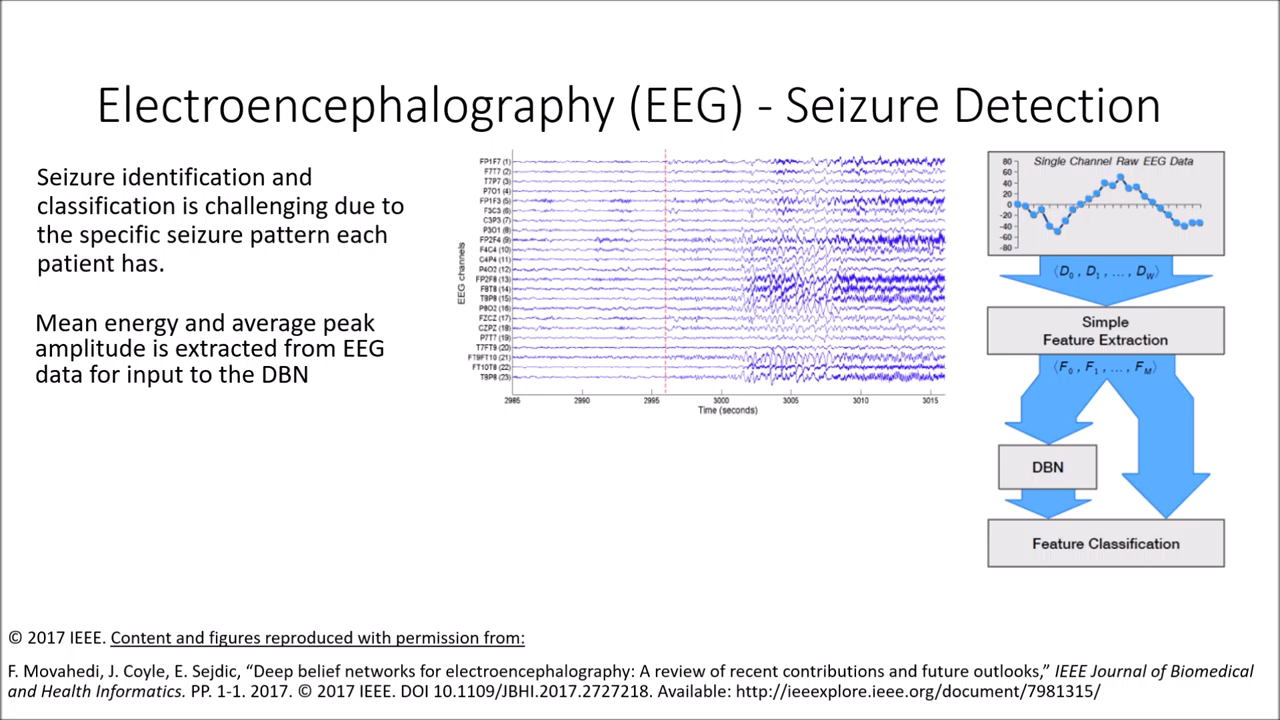 Electroencephalography (EEG) - Seizure Detection
Seizure identification and
classification is challenging due to
the specific seizure pattern each
patient has.
Mean energy and average peak
amplitude is extracted from EEG
data for input to the DBN
EEG channels
FP1F7 (1)
F7T7 (2)
T7P7 (3)
P7O1 (4)
FP1F3 (5)
F3C3 (6)
C3P3 (7)
P3O1 (8)
FP2F4 (9)
F4C4 (10)
C4P4 (11)
P4O2 (12)
FP2F8 (13)
F8T8 (14)
T8P8 (15)
P8O2 (16)
FZCZ (17)
CZPZ (18)
P7T7 (19)
T7FT9 (20)
FT9FT10 (21)
FT10T8 (22)
T8P8 (23)
2985 2990 2995 3000 3005 3010 3015
Time (seconds)
Single Channel Raw EEG Data
80
60
40
20
0
-20
-40
-60
-80
⟨D0 , D1 , … , DW⟩
Simple
Feature Extraction
⟨F0 , F1 , … , FM⟩
DBN
Feature Classification
© 2017 IEEE. Content and figures reproduced with permission from:
F. Movahedi, J. Coyle, E. Sejdic, “Deep belief networks for electroencephalography: A review of recent contributions and future outlooks,” IEEE Journal of Biomedical
and Health Informatics. PP. 1-1. 2017. © 2017 IEEE. DOI 10.1109/JBHI.2017.2727218. Available: http://ieeexplore.ieee.org/document/7981315/